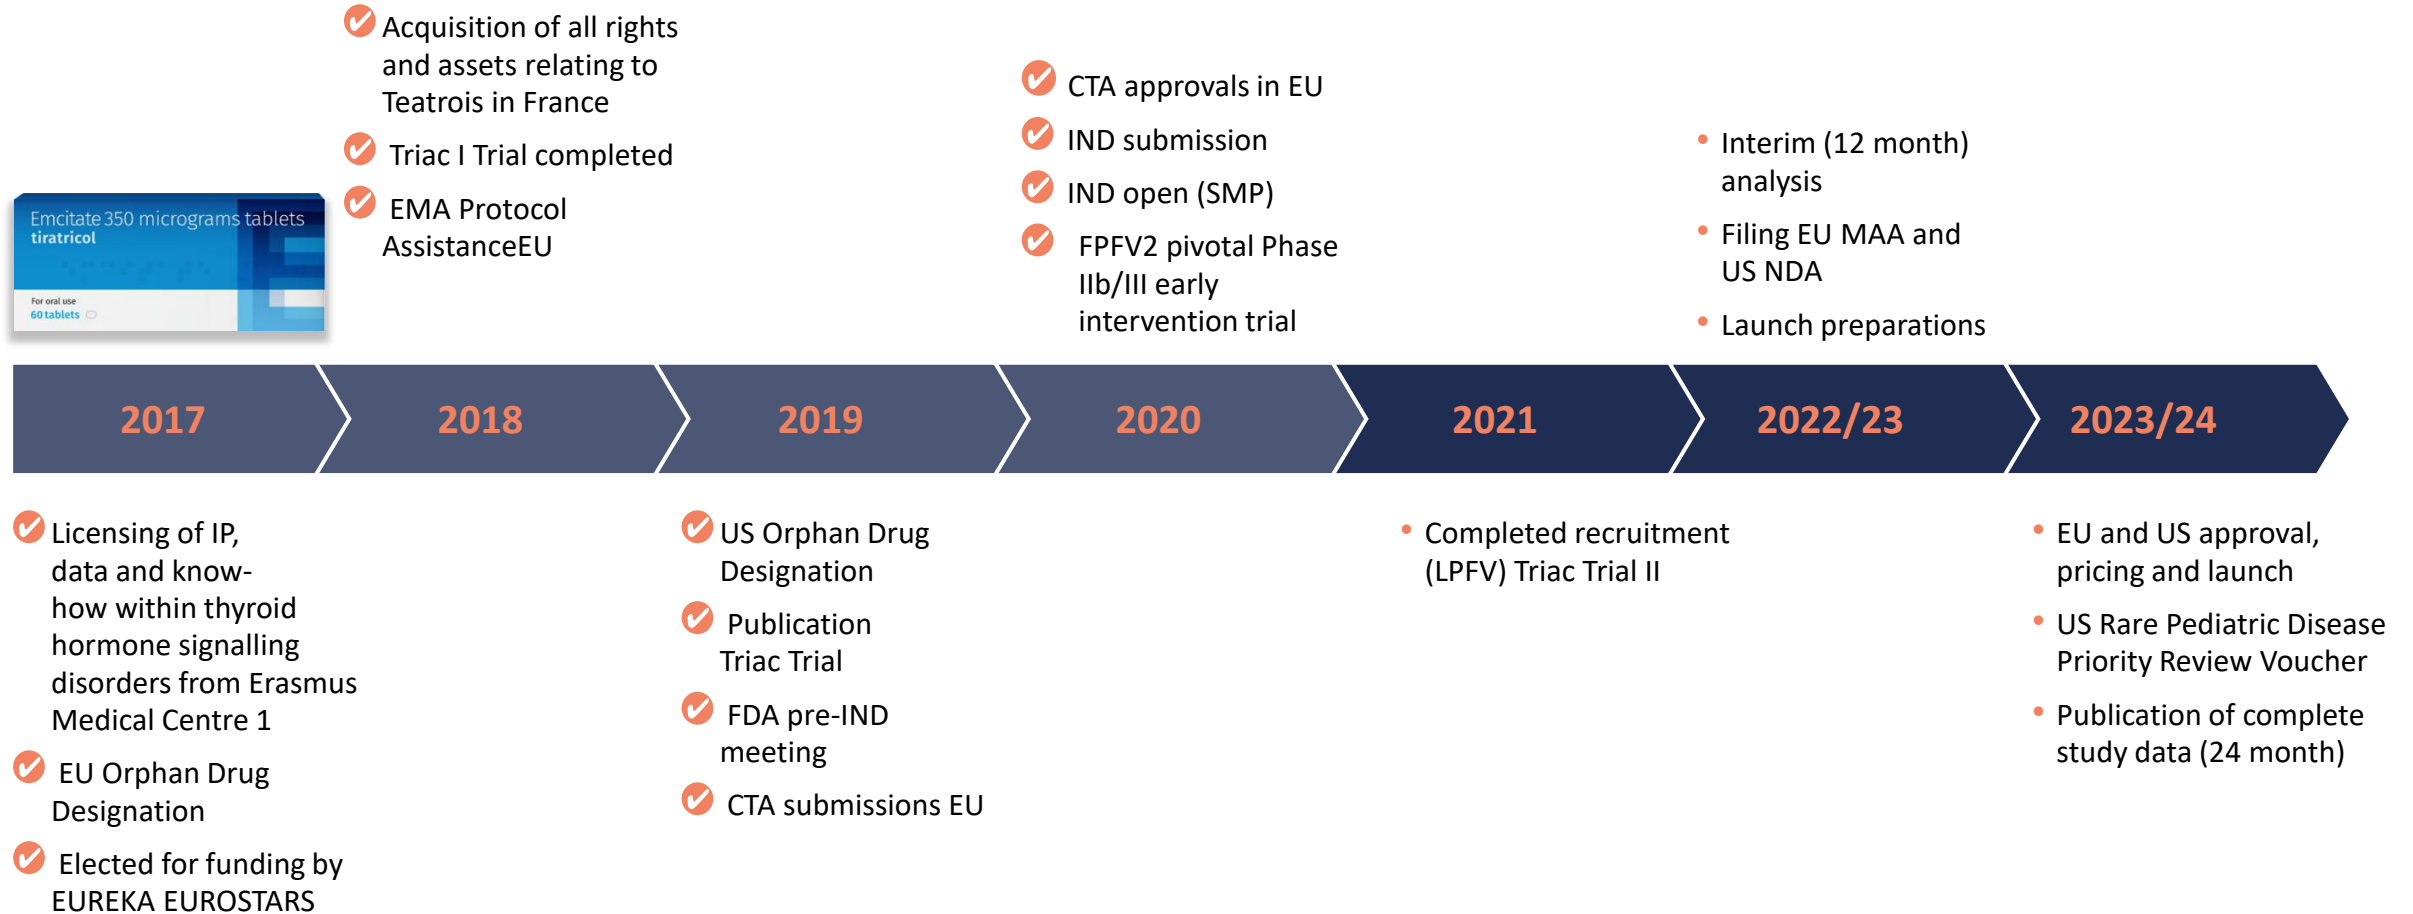 Acquisition of all rights
and assets relating to
Teatrois in France
Triac I Trial completed
EMA Protocol
AssistanceEU
CTA approvals in EU
IND submission
IND open (SMP)
FPFV2 pivotal Phase
IIb/III early
intervention trial
Interim (12 month)
analysis
Filing EU MAA and
US NDA
Launch preparations
Emcitate 350 micrograms tablets
tiratricol
For oral use
60 tablets
2017
2018
2019
2020
2021
2022/23
2023/24
Licensing of IP,
data and know-
how within thyroid
hormone signalling
disorders from Erasmus
Medical Centre 1
EU Orphan Drug
Designation
Elected for funding by
EUREKA EUROSTARS
US Orphan Drug
Designation
Publication
Triac Trial
FDA pre-IND
meeting
CTA submissions EU
Completed recruitment
(LPFV) Triac Trial II
EU and US approval,
pricing and launch
US Rare Pediatric Disease
Priority Review Voucher
Publication of complete
study data (24 month)